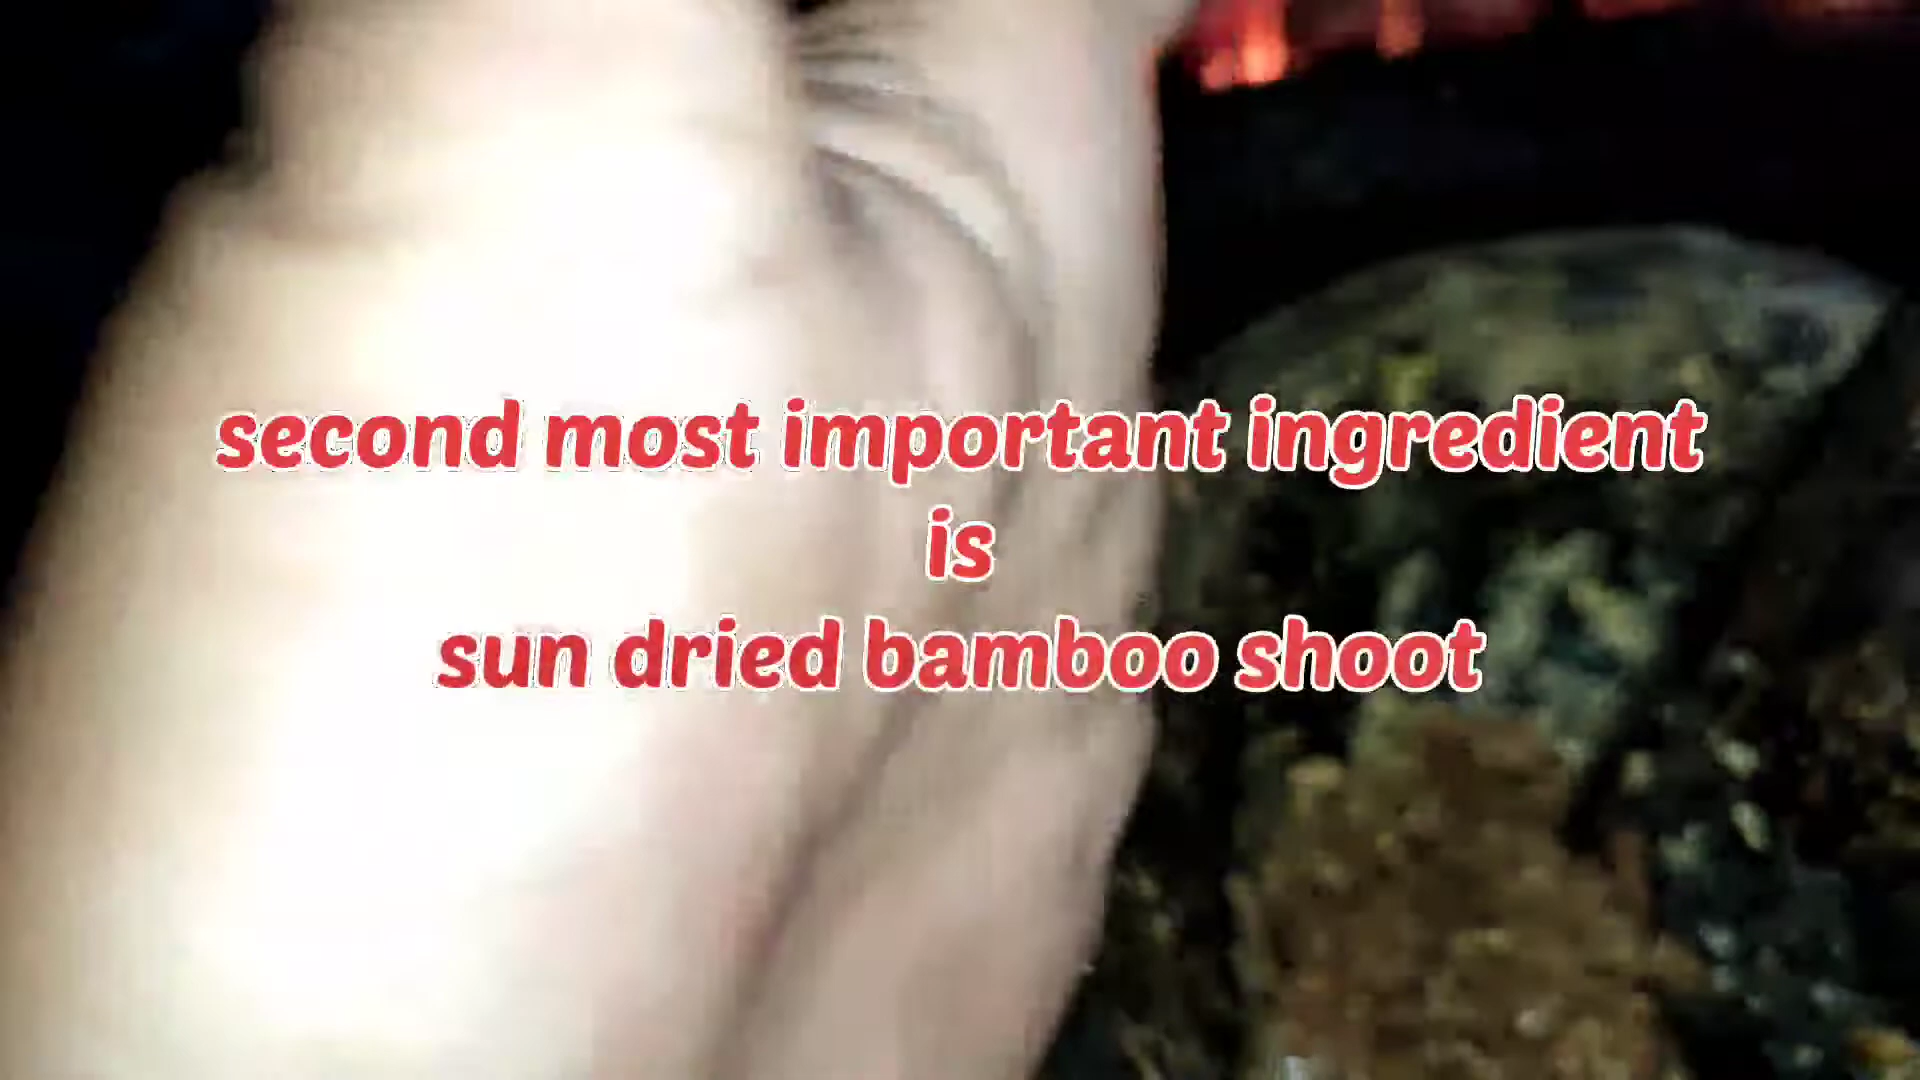 second most important ingredient
is
sun dried bamboo shoot